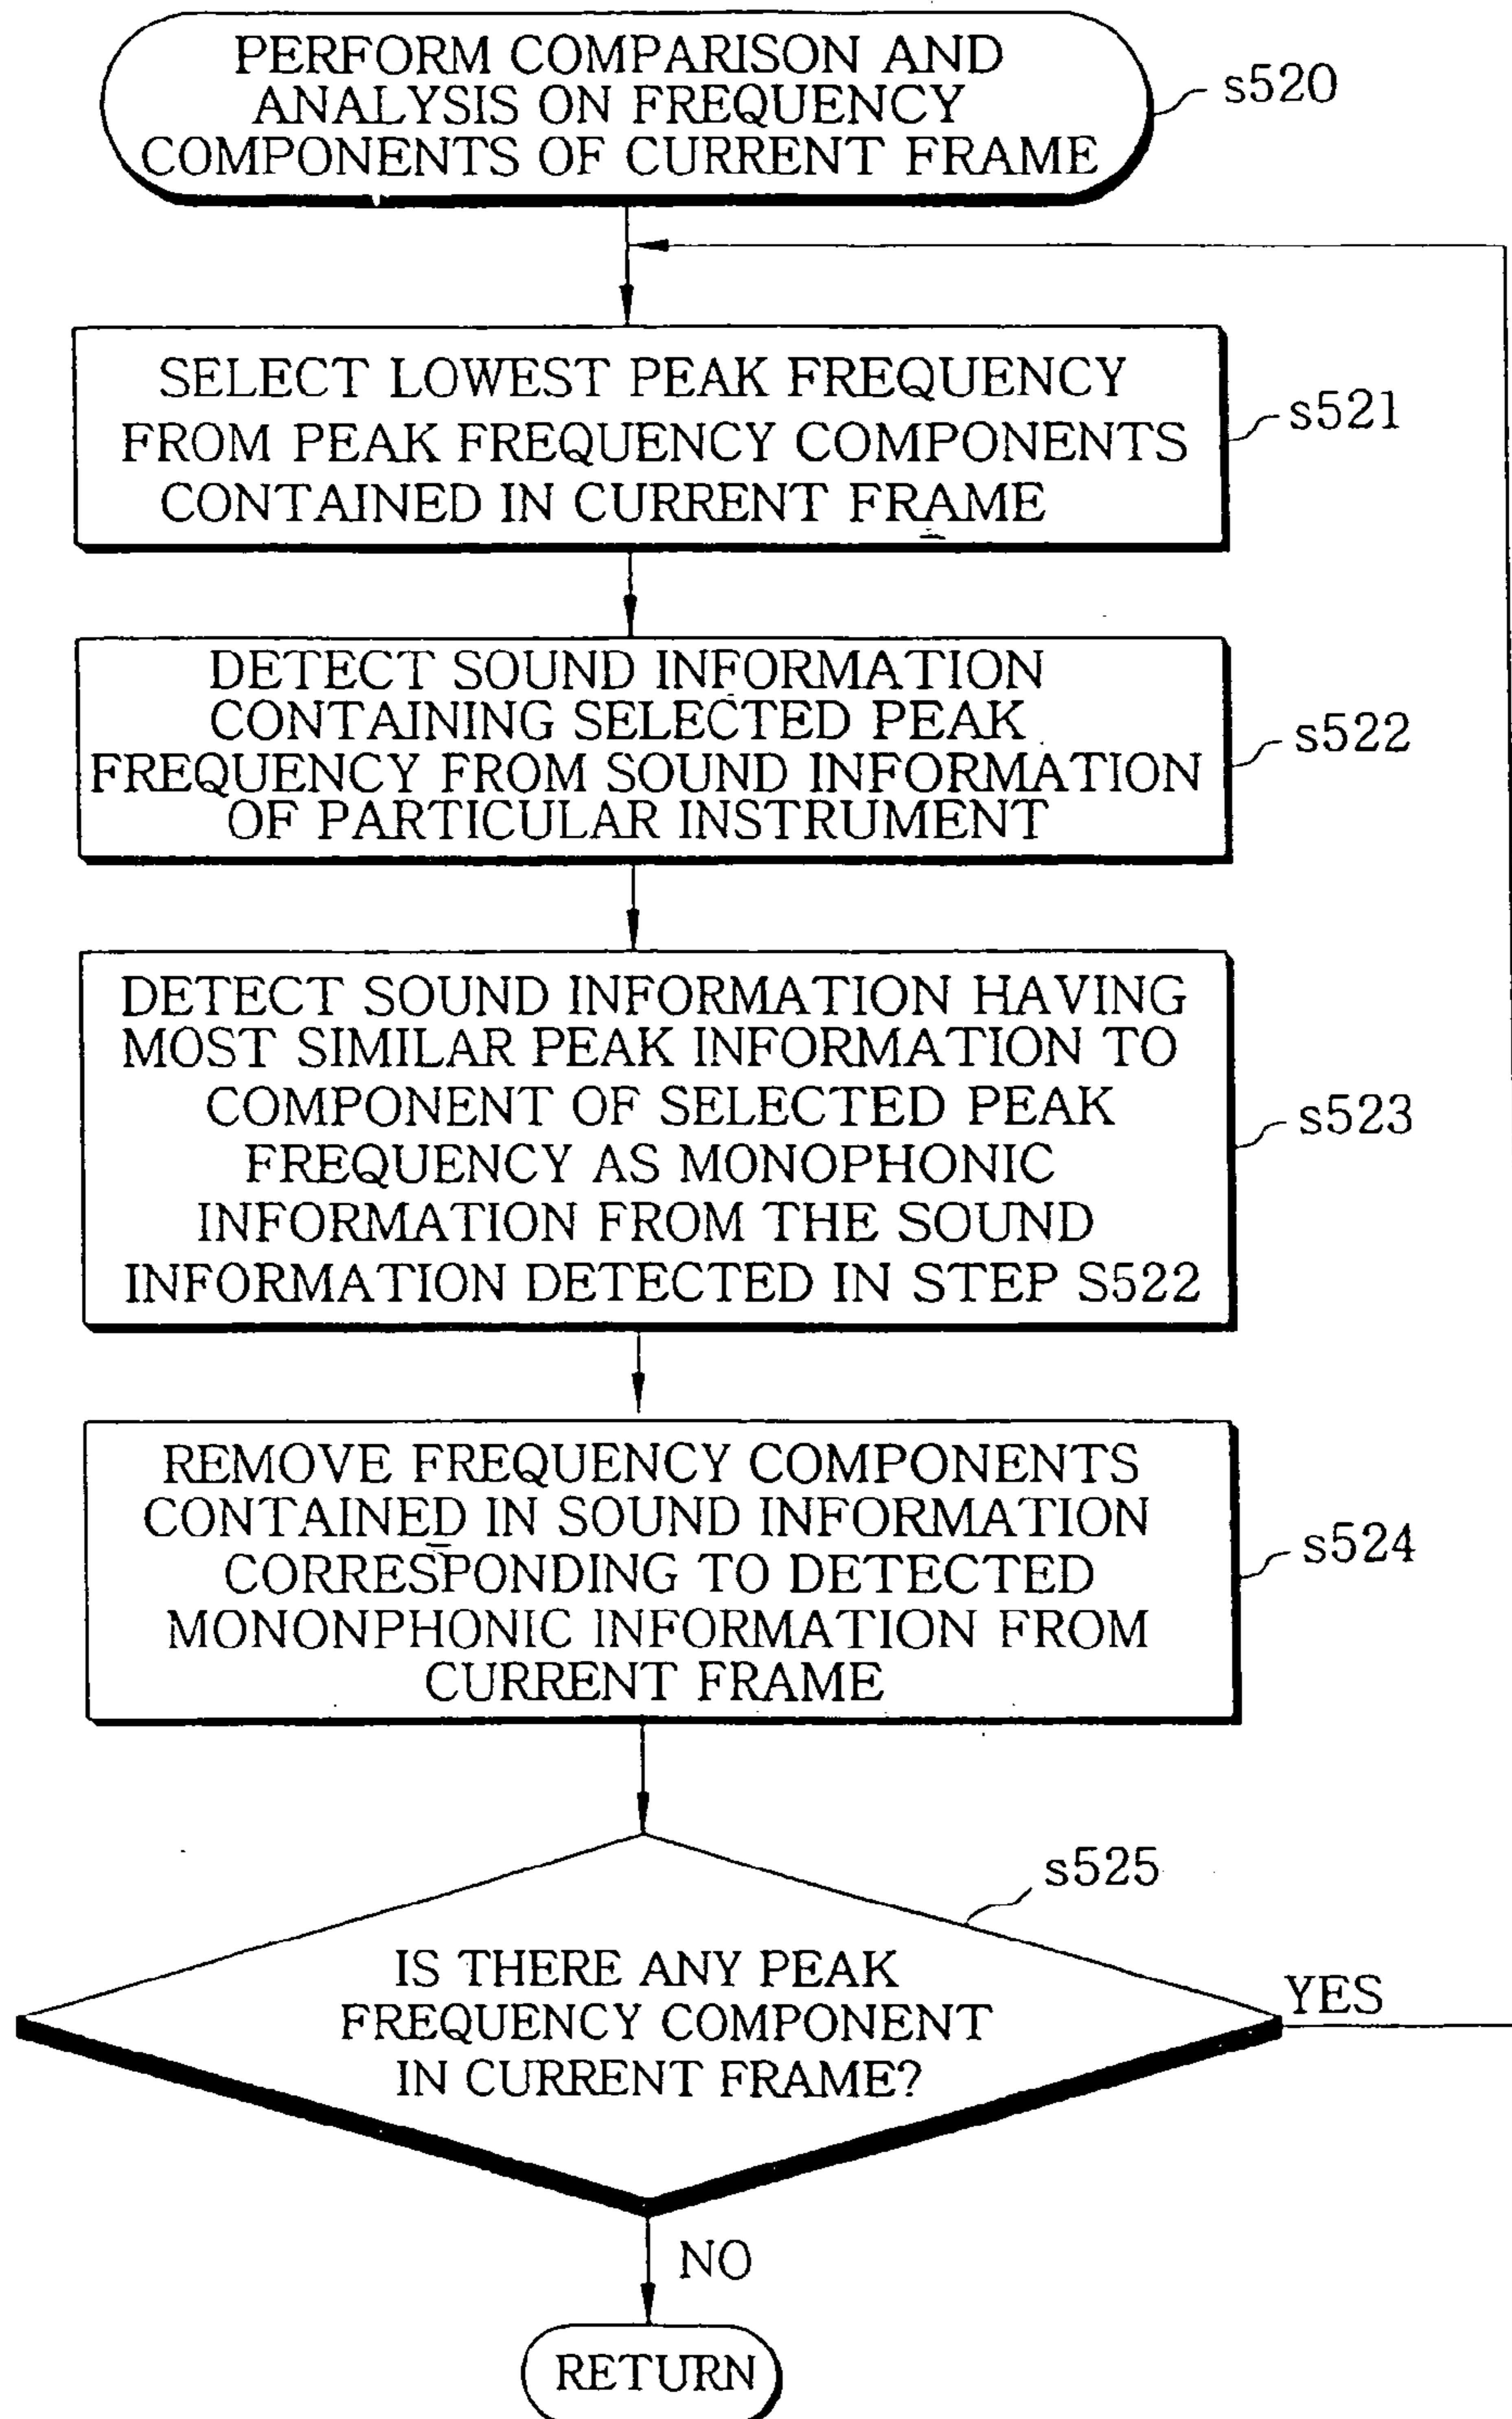 PERFORM COMPARISON AND
ANALYSIS ON FREQUENCY
COMPONENTS OF CURRENT FRAME
s520
SELECT LOWEST PEAK FREQUENCY
FROM PEAK FREQUENCY COMPONENTS
CONTAINED IN CURRENT FRAME
s521
DETECT SOUND INFORMATION
CONTAINING SELECTED PEAK
FREQUENCY FROM SOUND INFORMATION
OF PARTICULAR INSTRUMENT
s522
DETECT SOUND INFORMATION HAVING
MOST SIMILAR PEAK INFORMATION TO
COMPONENT OF SELECTED PEAK
FREQUENCY AS MONOPHONIC
INFORMATION FROM THE SOUND
INFORMATION DETECTED IN STEP S522
s523
REMOVE FREQUENCY COMPONENTS
CONTAINED IN SOUND INFORMATION
CORRESPONDING TO DETECTED
MONONPHONIC INFORMATION FROM
CURRENT FRAME
s524
s525
IS THERE ANY PEAK
FREQUENCY COMPONENT
IN CURRENT FRAME?
YES
NO
RETURN